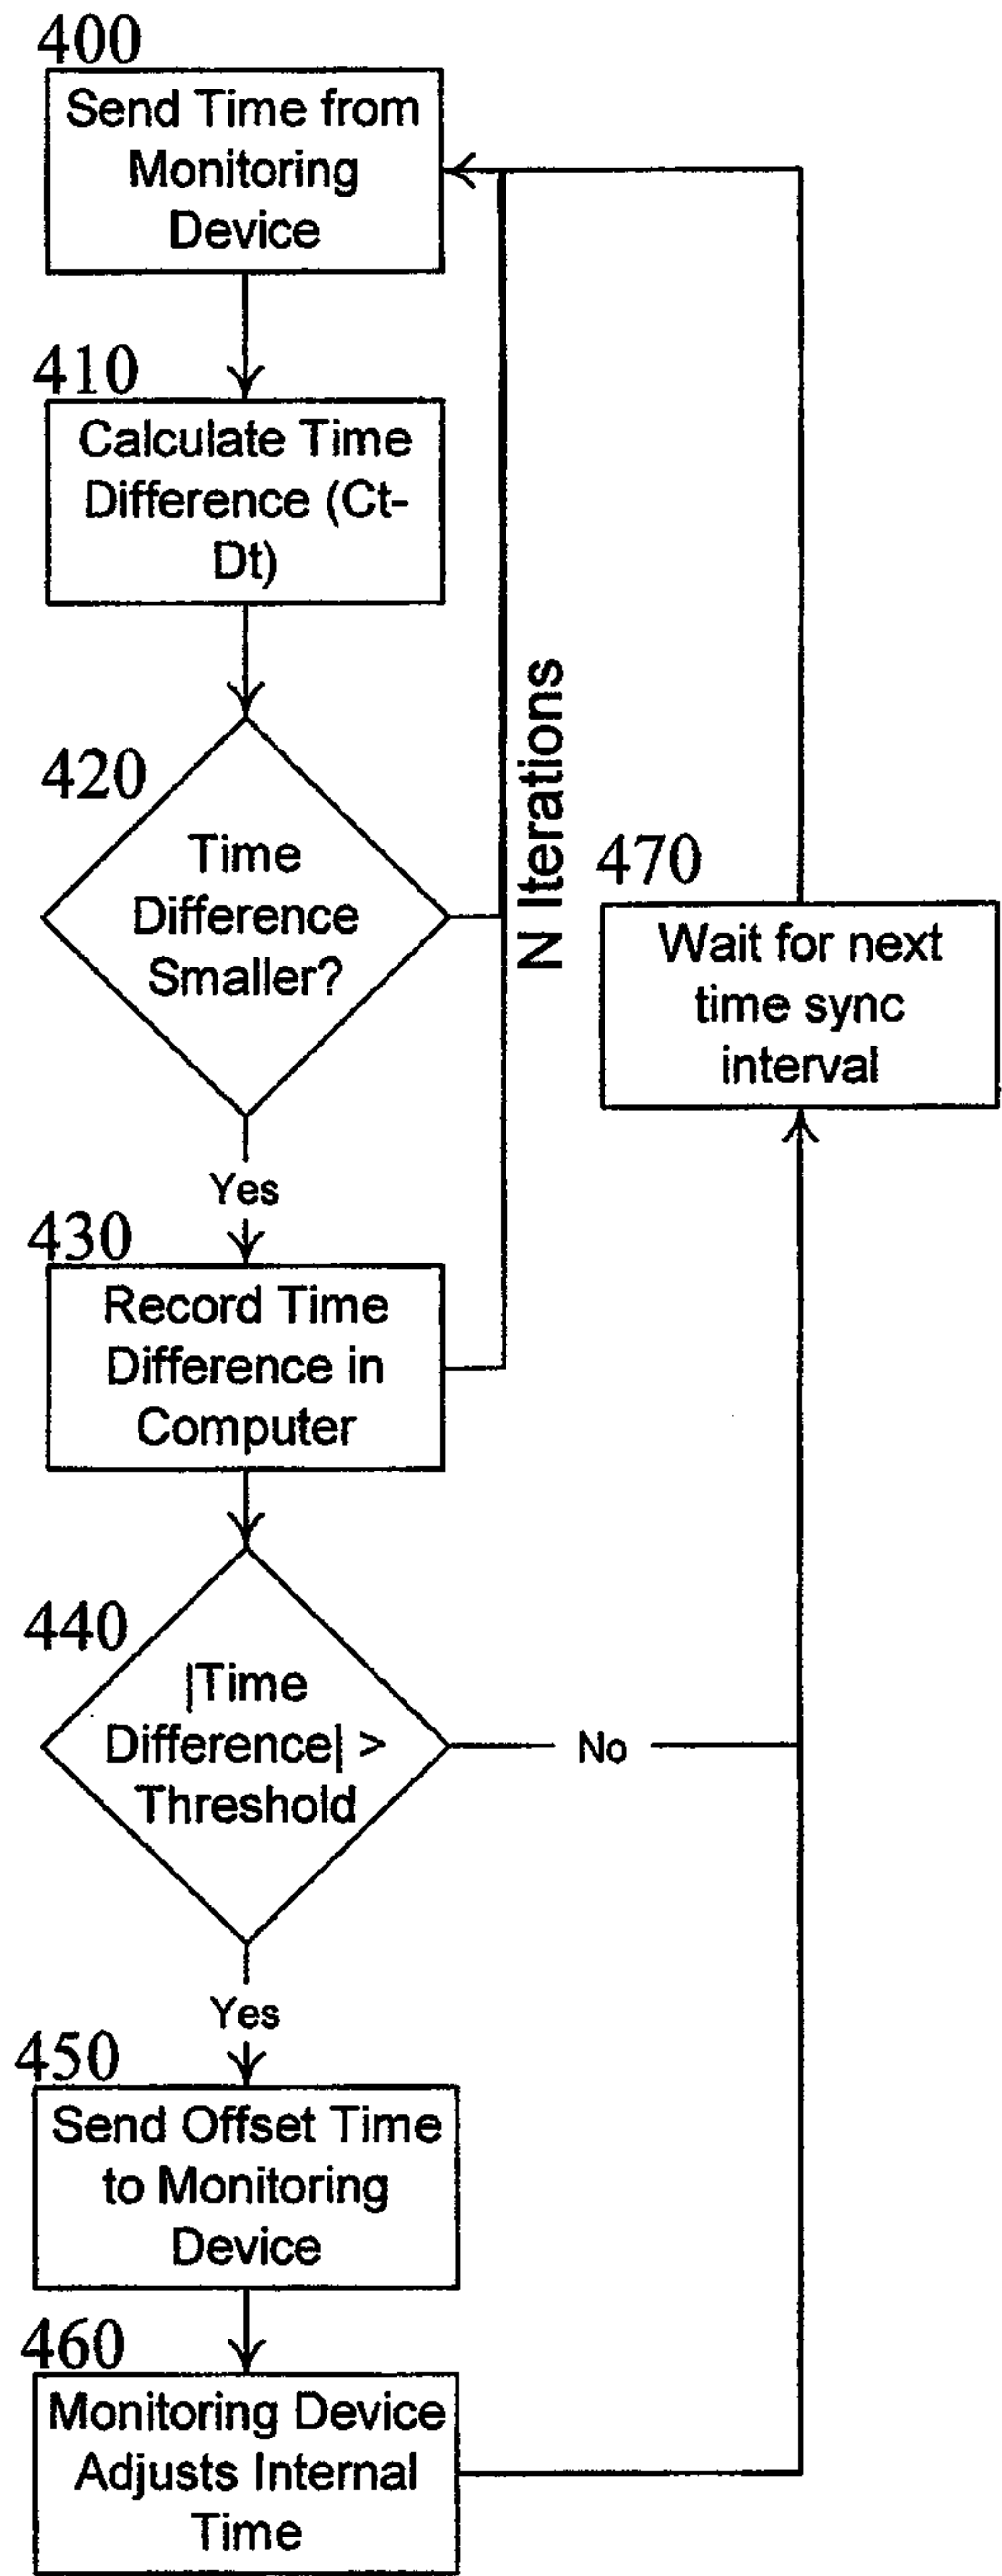 400
Send Time from
Monitoring
Device
410
Calculate Time
Difference (Ct-
Dt)
420
Time
Difference
Smaller?
N Iterations
470
Wait for next
time sync
interval
Yes
430
Record Time
Difference in
Computer
440
|Time
Difference| >
Threshold
No
Yes
450
Send Offset Time
to Monitoring
Device
460
Monitoring Device
Adjusts Internal
Time